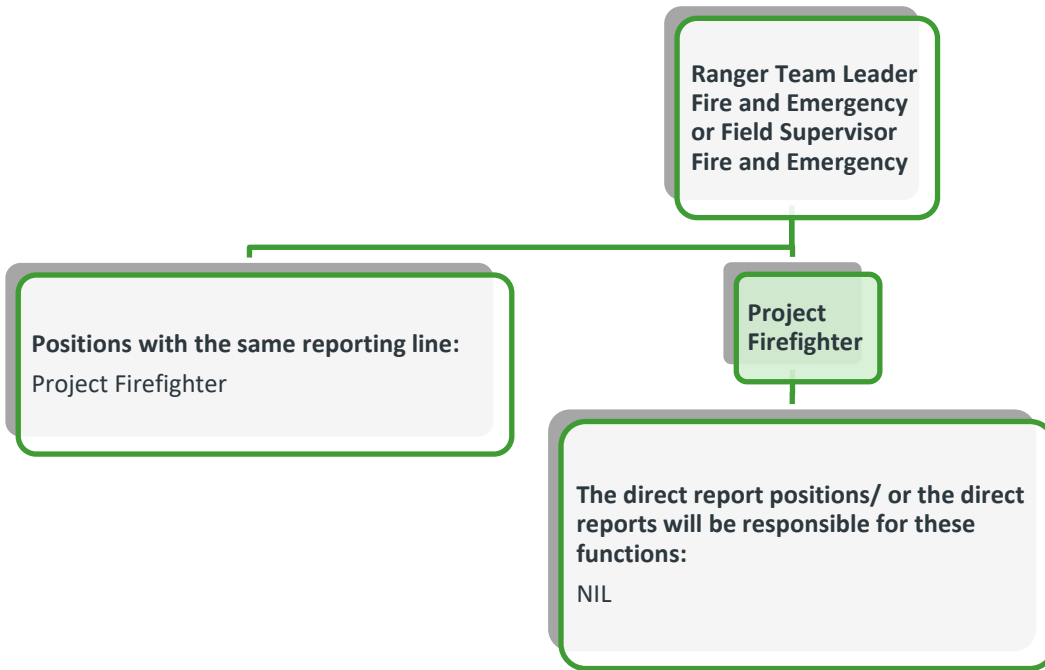 Ranger Team Leader
Fire and Emergency
or Field Supervisor
Fire and Emergency
Positions with the same reporting line:
Project Firefighter
Project
Firefighter
The direct report positions/ or the direct
reports will be responsible for these
functions:
NIL